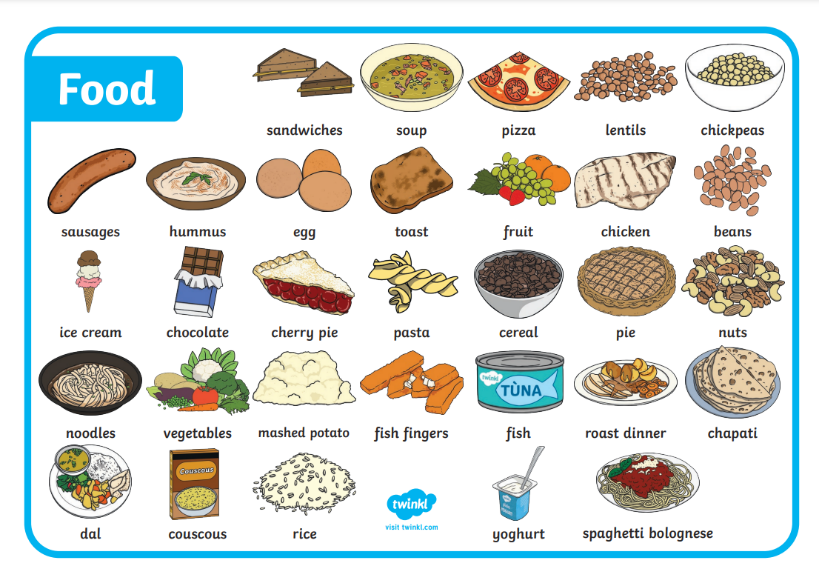 Food
sandwiches
soup
pizza
lentils
chickpeas
sausages
hummus
egg
toast
fruit
chicken
beans
ice cream
chocolate
cherry pie
pasta
cereal
pie
nuts
twinkl
TÙNA
noodles
vegetables
mashed potato
fish fingers
fish
roast dinner
chapati
Couscous
dal
couscous
rice
twinkl
visit twinkl.com
yoghurt
spaghetti bolognese